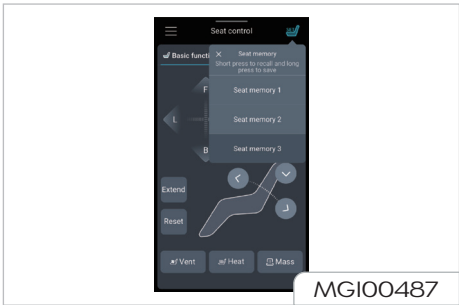 Seat control
SET
Basic functi
Seat memory
Short press to recall and long
press to save
Seat memory 1
Seat memory 2
Seat memory 3
F
L
B
Extend
Reset
Vent
Heat
Mass
MGI00487